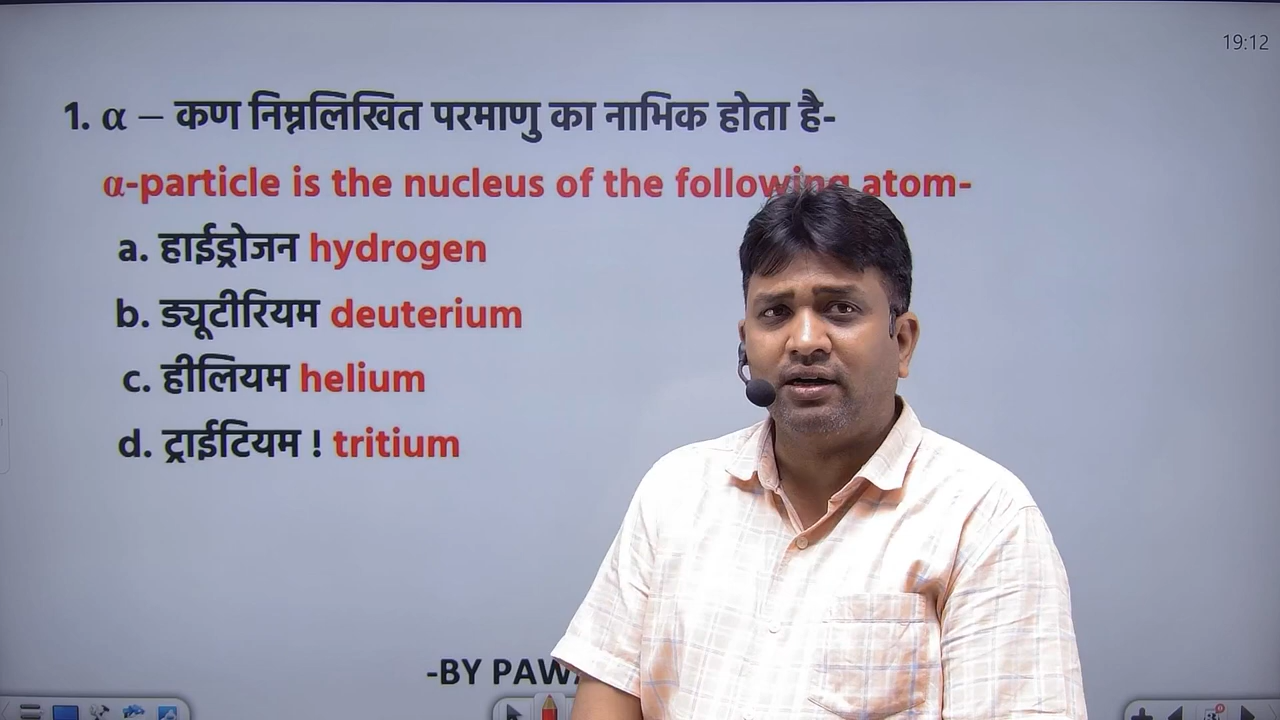 19:12
1. α – कण निम्नलिखित परमाणु का नाभिक होता है-
α-particle is the nucleus of the following atom-
a. हाईड्रोजन hydrogen
b. ड्यूटीरियम deuterium
c. हीलियम helium
d. ट्राईटियम ! tritium
-BY